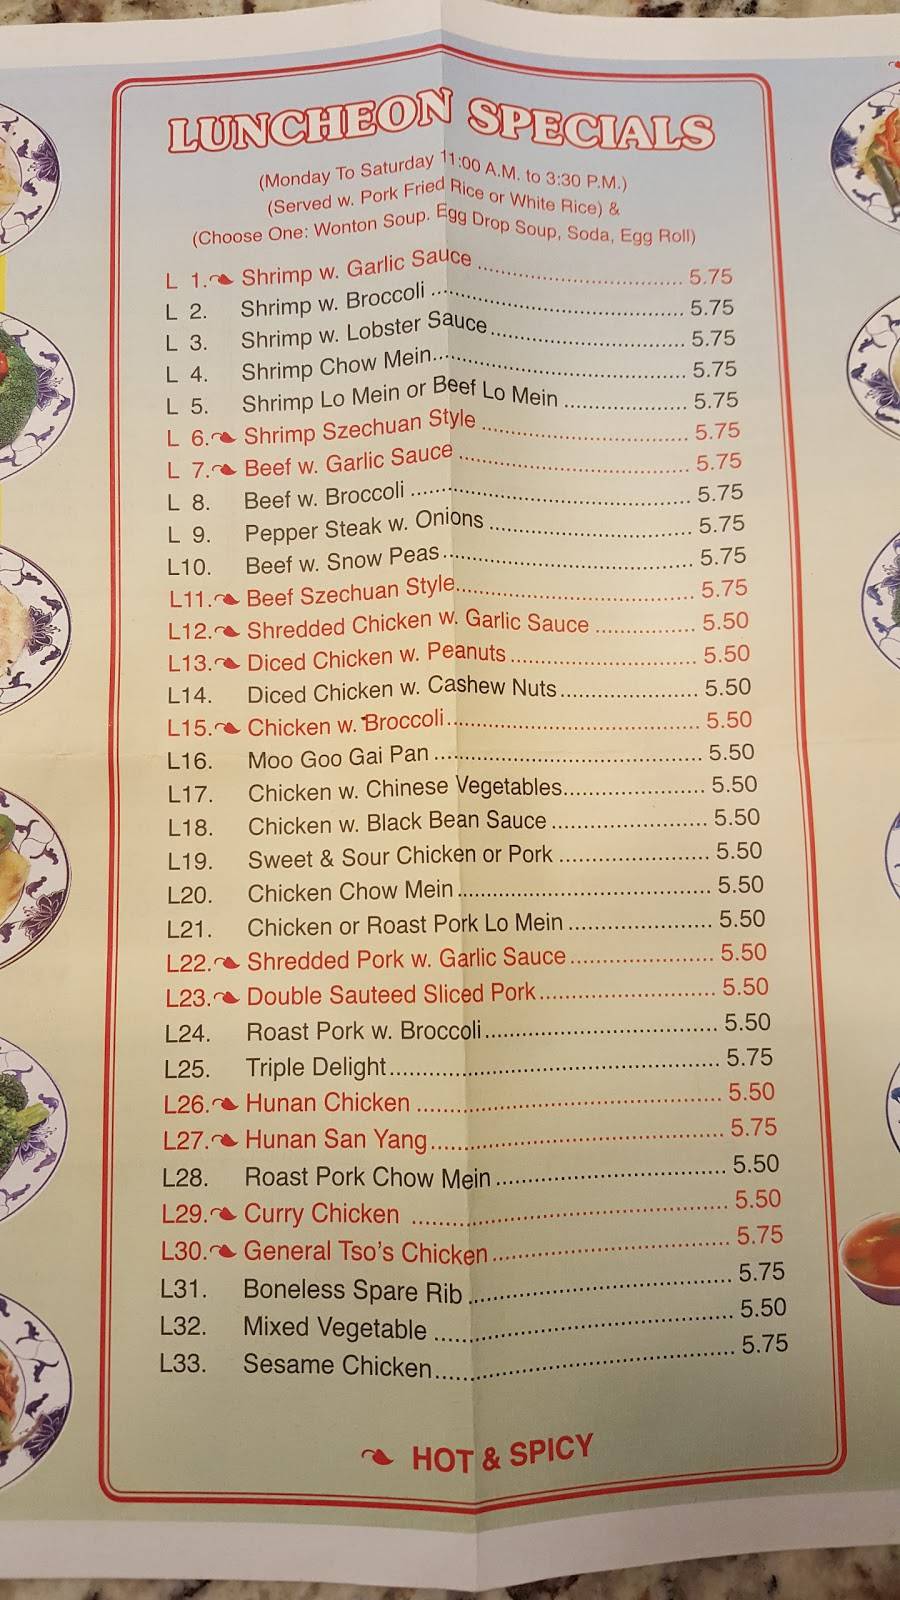 LUNCHEON SPECIALS
(Monday To Saturday 11:00 A.M. to 3:30 P.M.)
(Served w. Pork Fried Rice or White Rice) &
(Choose One: Wonton Soup. Egg Drop Soup, Soda, Egg Roll)
L 1. Shrimp w. Garlic Sauce 5.75
L 2. Shrimp w. Broccoli 5.75
L 3. Shrimp w. Lobster Sauce 5.75
L 4. Shrimp Chow Mein 5.75
L 5. Shrimp Lo Mein or Beef Lo Mein 5.75
L 6. Shrimp Szechuan Style 5.75
L 7. Beef w. Garlic Sauce 5.75
L 8. Beef w. Broccoli 5.75
L 9. Pepper Steak w. Onions 5.75
L10. Beef w. Snow Peas 5.75
L11. Beef Szechuan Style 5.75
L12. Shredded Chicken w. Garlic Sauce 5.50
L13. Diced Chicken w. Peanuts 5.50
L14. Diced Chicken w. Cashew Nuts 5.50
L15. Chicken w. Broccoli 5.50
L16. Moo Goo Gai Pan 5.50
L17. Chicken w. Chinese Vegetables 5.50
L18. Chicken w. Black Bean Sauce 5.50
L19. Sweet & Sour Chicken or Pork 5.50
L20. Chicken Chow Mein 5.50
L21. Chicken or Roast Pork Lo Mein 5.50
L22. Shredded Pork w. Garlic Sauce 5.50
L23. Double Sauteed Sliced Pork 5.50
L24. Roast Pork w. Broccoli 5.50
L25. Triple Delight 5.75
L26. Hunan Chicken 5.50
L27. Hunan San Yang 5.75
L28. Roast Pork Chow Mein 5.50
L29. Curry Chicken 5.50
L30. General Tso's Chicken 5.75
L31. Boneless Spare Rib 5.75
L32. Mixed Vegetable 5.50
L33. Sesame Chicken 5.75
HOT & SPICY